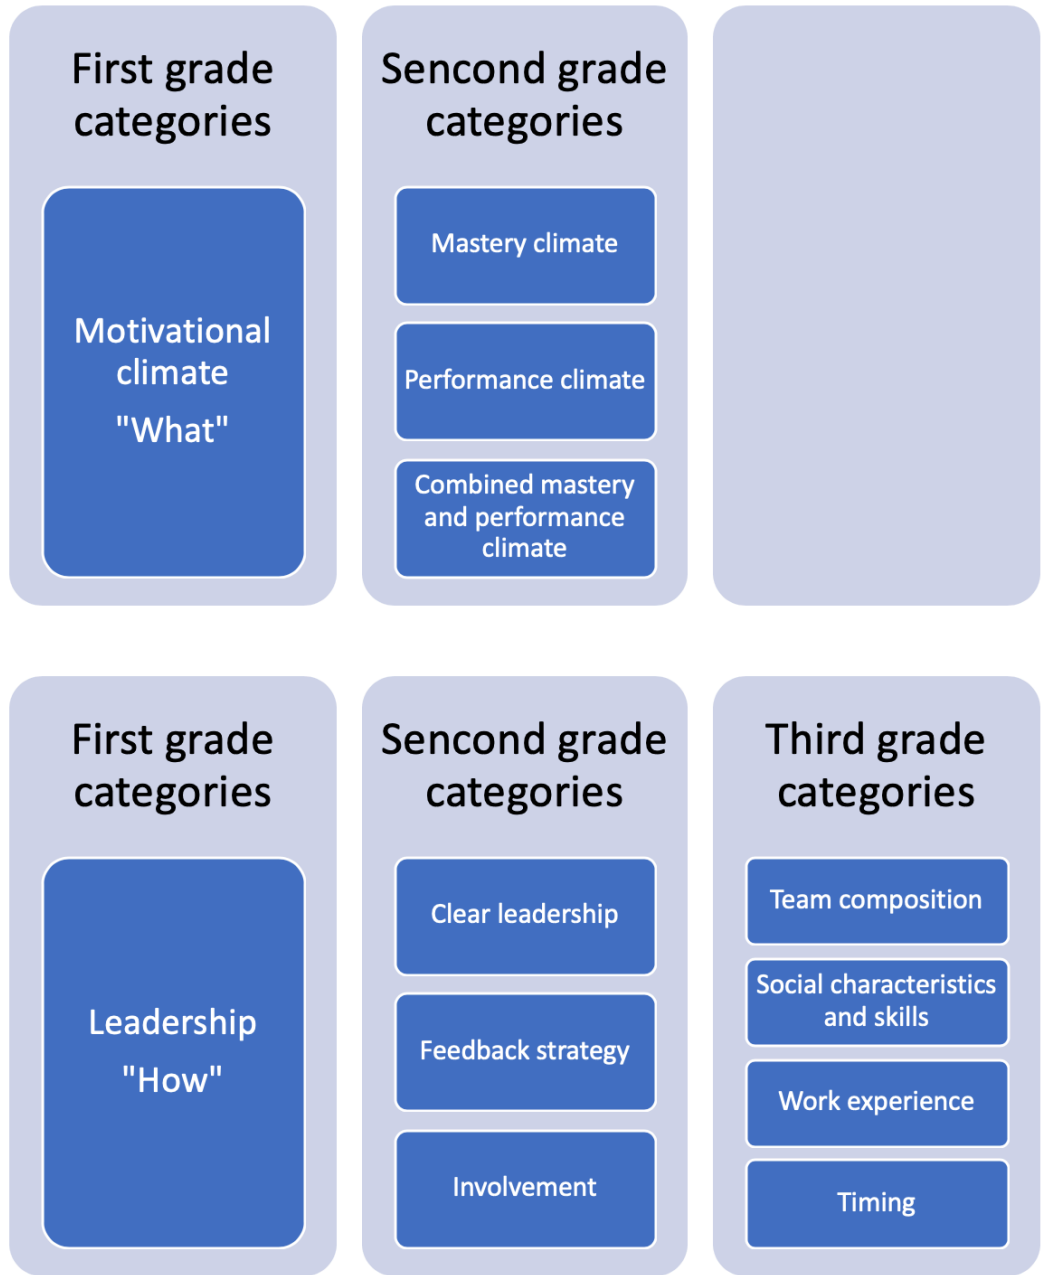 First grade
categories
Motivational
climate
"What"
Sencond grade
categories
Mastery climate
Performance climate
Combined mastery
and performance
climate
First grade
categories
Leadership
"How"
Sencond grade
categories
Clear leadership
Feedback strategy
Involvement
Third grade
categories
Team composition
Social characteristics
and skills
Work experience
Timing